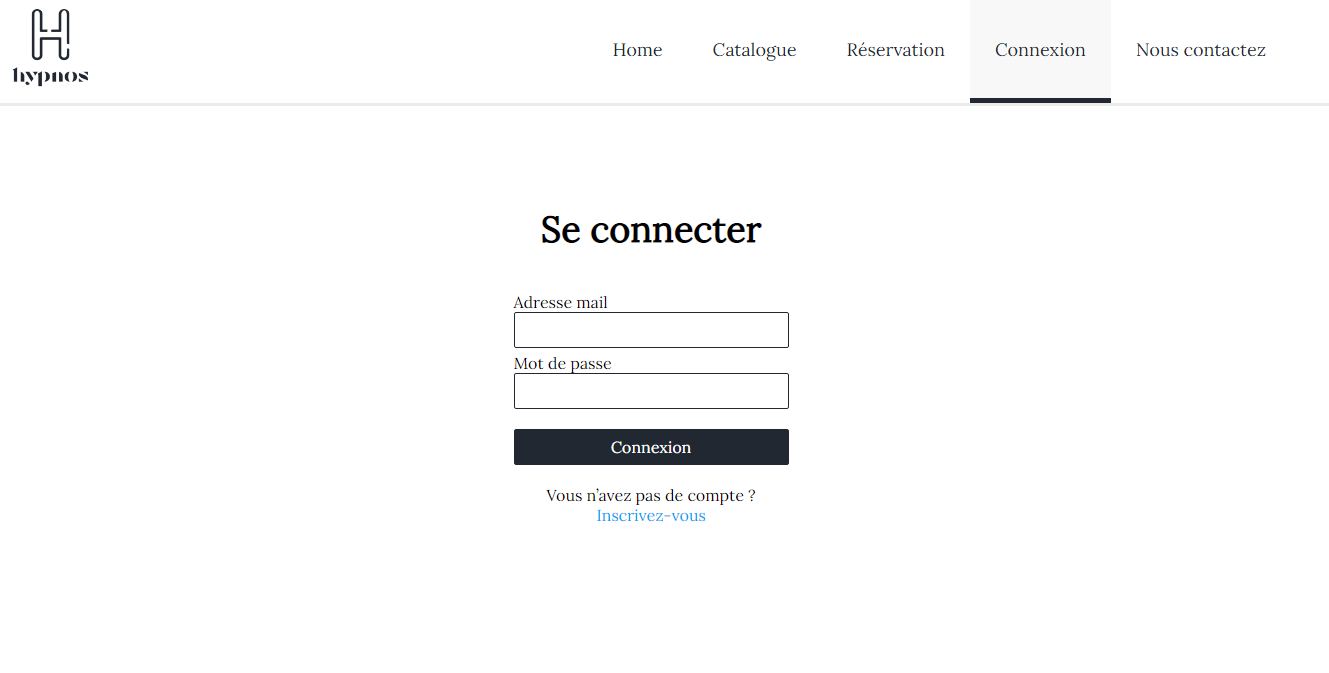 hypnos
Home Catalogue Réservation Connexion Nous contactez
Se connecter
Adresse mail
Mot de passe
Connexion
Vous n’avez pas de compte ?
Inscrivez-vous